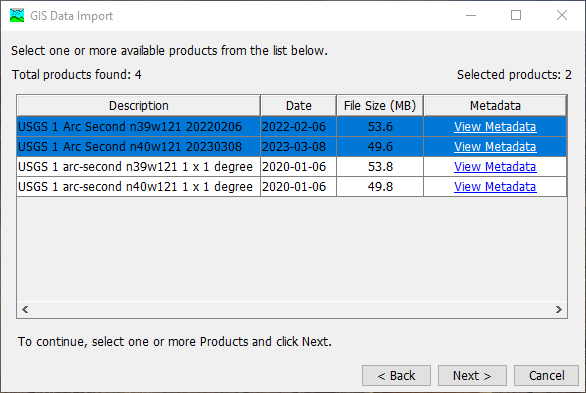 GIS Data Import
Select one or more available products from the list below.
Total products found: 4 Selected products: 2
Description Date File Size (MB) Metadata
USGS 1 Arc Second n39w121 20220206 2022-02-06 53.6 View Metadata
USGS 1 Arc Second n40w121 20230308 2023-03-08 49.6 View Metadata
USGS 1 arc-second n39w121 1 x 1 degree 2020-01-06 53.8 View Metadata
USGS 1 arc-second n40w121 1 x 1 degree 2020-01-06 49.8 View Metadata
To continue, select one or more Products and click Next.
< Back Next > Cancel